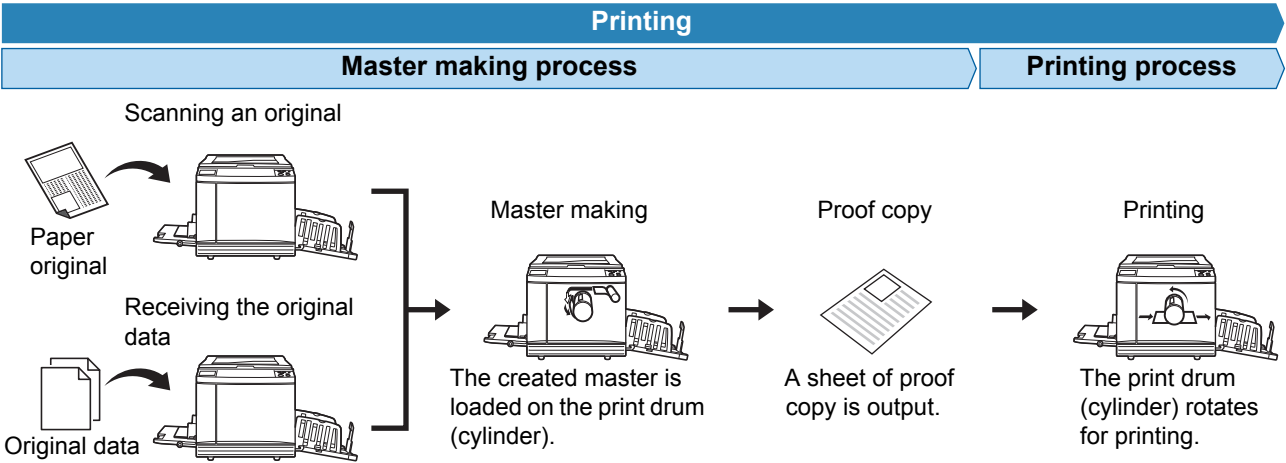 Printing
Master making process
Printing process
Scanning an original
Paper
original
Receiving the original
data
Original data
Master making
The created master is
loaded on the print drum
(cylinder).
Proof copy
A sheet of proof
copy is output.
Printing
The print drum
(cylinder) rotates
for printing.